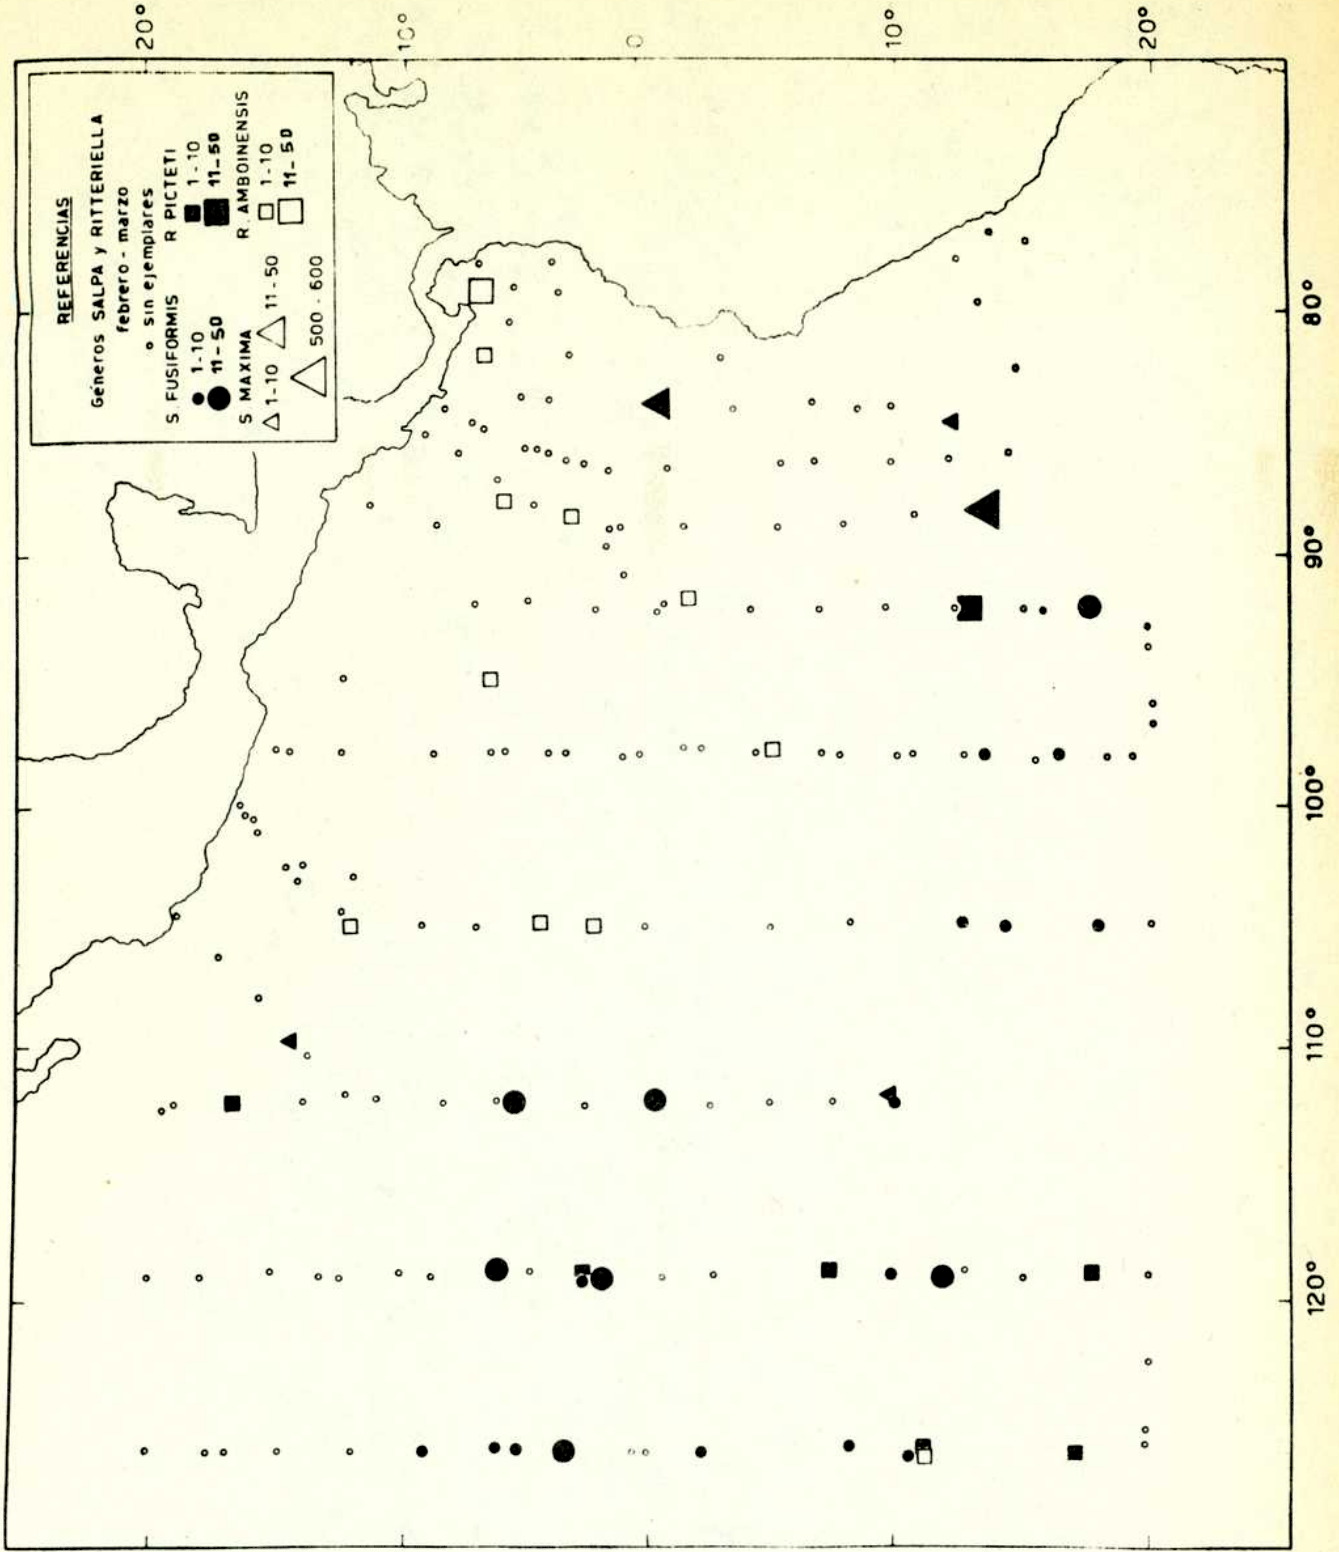 REFERENCIAS
Géneros SALPA y RITTERIELLA
febrero - marzo
sin ejemplares
S. FUSIFORMIS
1-10
11-50
S MAXIMA
1-10
11-50
500 - 600
R PICTETI
1-10
11-50
R. AMBOINENSIS
1-10
11-50
20°
10°
0
10°
20°
80°
90°
100°
110°
120°